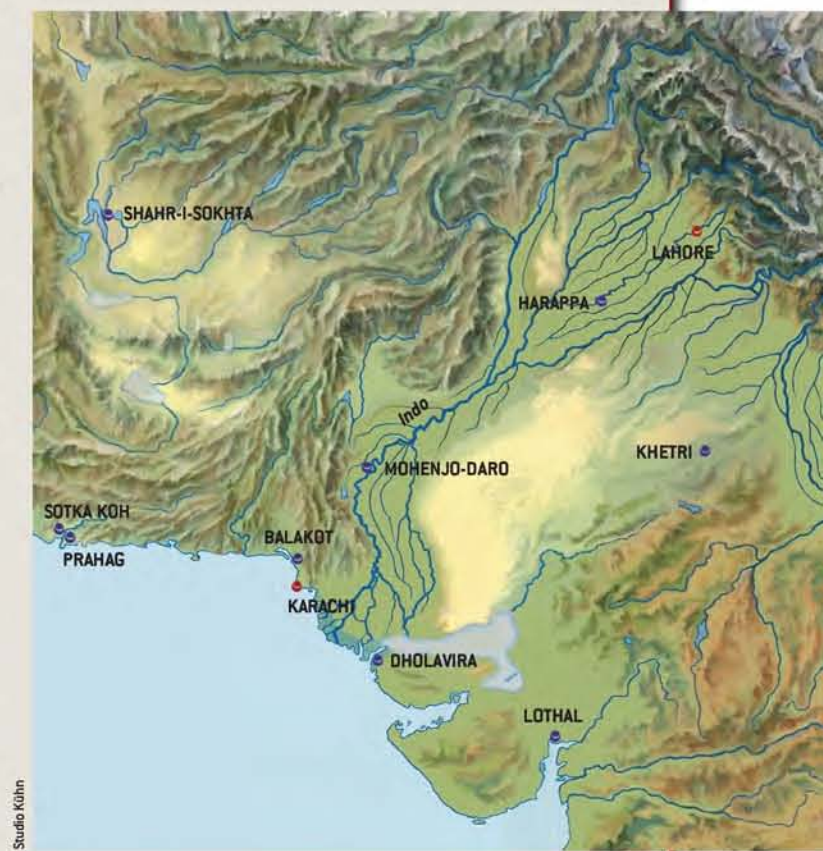 SHAHR-I-SOKHTA
LAHORE
HARAPPA
Indo
KHETRI
MOHENJO-DARO
SOTKA KOH
PRAHAG
BALAKOT
KARACHI
DHOLAVIRA
LOTHAL
Studio Kühn